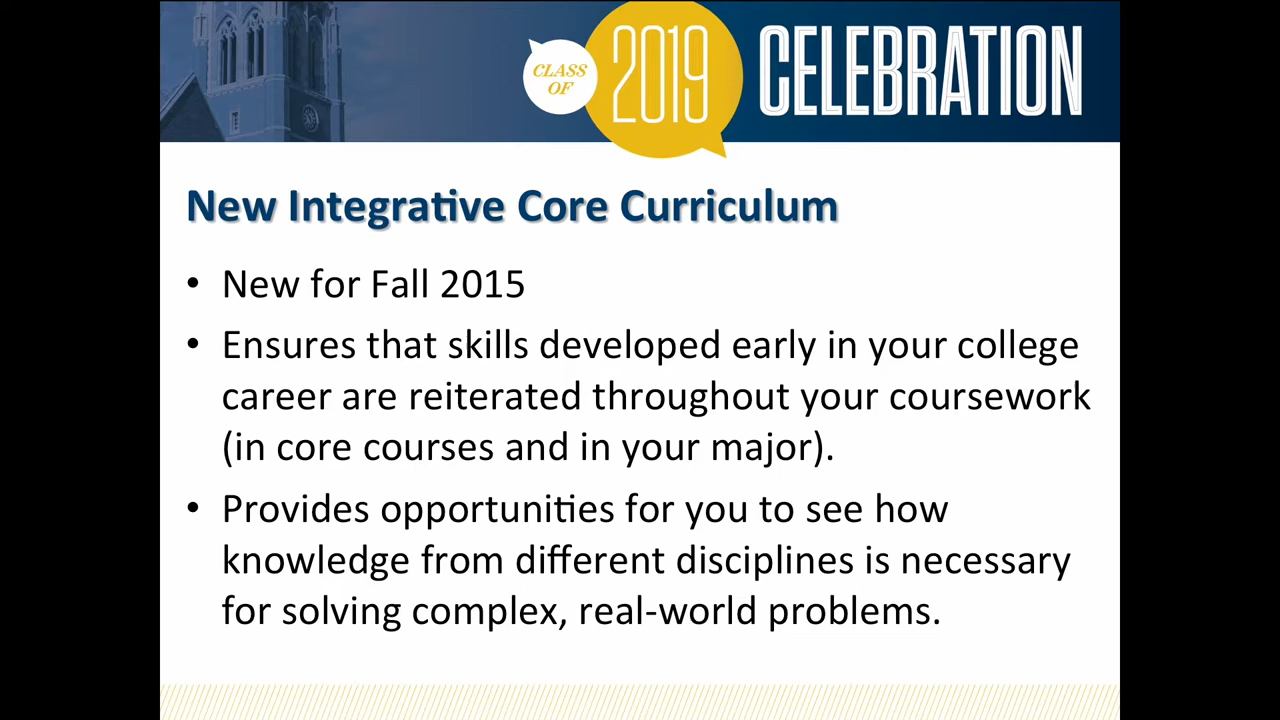 CLASS
OF
2019 CELEBRATION
New Integrative Core Curriculum
• New for Fall 2015
• Ensures that skills developed early in your college
career are reiterated throughout your coursework
(in core courses and in your major).
• Provides opportunities for you to see how
knowledge from different disciplines is necessary
for solving complex, real-world problems.